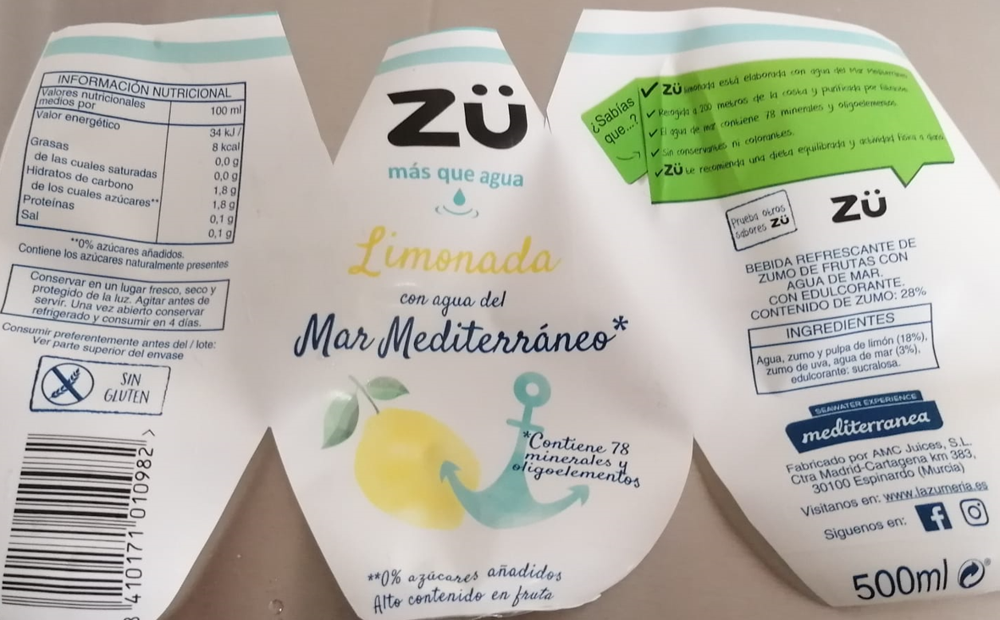 INFORMACIÓN NUTRICIONAL
Valores nutricionales
medios por
100 ml
Valor energético
34 kJ /
8 kcal
Grasas
0,0 g
de las cuales saturadas
0,0 g
Hidratos de carbono
1,8 g
de los cuales azúcares**
1,8 g
Proteínas
0,1 g
Sal
0,1 g
**0% azúcares añadidos.
Contiene los azúcares naturalmente presentes
Conservar en un lugar fresco, seco y
protegido de la luz. Agitar antes de
servir. Una vez abierto conservar
refrigerado y consumir en 4 días.
Consumir preferentemente antes del / lote:
Ver parte superior del envase
SIN
GLUTEN
8 410171 010982 >
ZÜ
más que agua
Limonada
con agua del
Mar Mediterráneo*
*Contiene 78
minerales y
oligoelementos
**0% azúcares añadidos
Alto contenido en fruta
¿Sabías
que...?
✓ ZÜ limonada está elaborada con agua del Mar Mediterráneo
✓ Recogida a 200 metros de la costa y purificada por
✓ El agua de mar contiene 78 minerales y oligoelementos.
✓ Sin conservantes ni colorantes.
✓ ZÜ te recomienda una dieta equilibrada y actividad física a diario
Prueba otros
sabores ZÜ
ZÜ
BEBIDA REFRESCANTE DE
ZUMO DE FRUTAS CON
AGUA DE MAR.
CON EDULCORANTE.
CONTENIDO DE ZUMO: 28%
INGREDIENTES
Agua, zumo y pulpa de limón (18%),
zumo de uva, agua de mar (3%),
edulcorante: sucralosa.
SEAWATER EXPERIENCE
mediterranea
Fabricado por AMC Juices, S.L.
Ctra Madrid-Cartagena km 383,
30100 Espinardo (Murcia)
Visítanos en: www.lazumeria.es
Síguenos en:
500ml